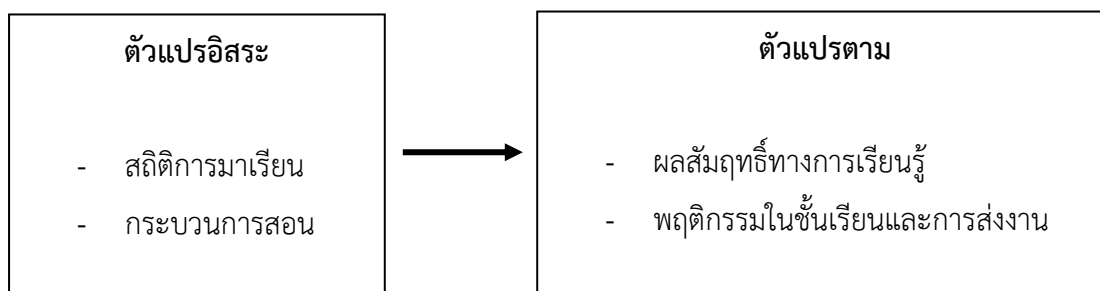 ตัวแปรอิสระ
- สถิติการมาเรียน
- กระบวนการสอน
ตัวแปรตาม
- ผลสัมฤทธิ์ทางการเรียนรู้
- พฤติกรรมในชั้นเรียนและการส่งงาน